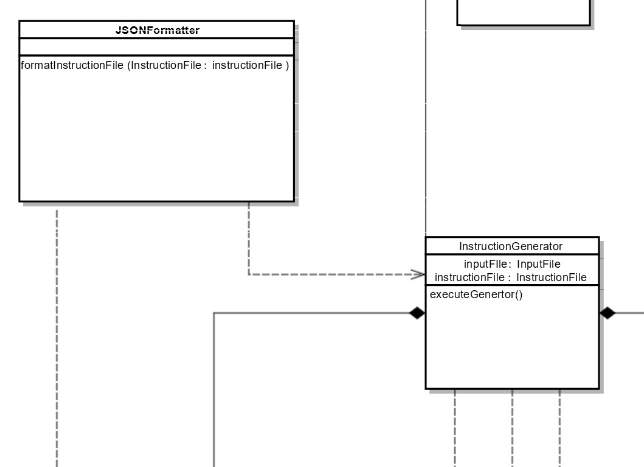 JSONFormatter
formatInstructionFile (InstructionFile : instructionFile )
InstructionGenerator
inputFIle : InputFile
instructionFile : InstructionFile
executeGenertor()